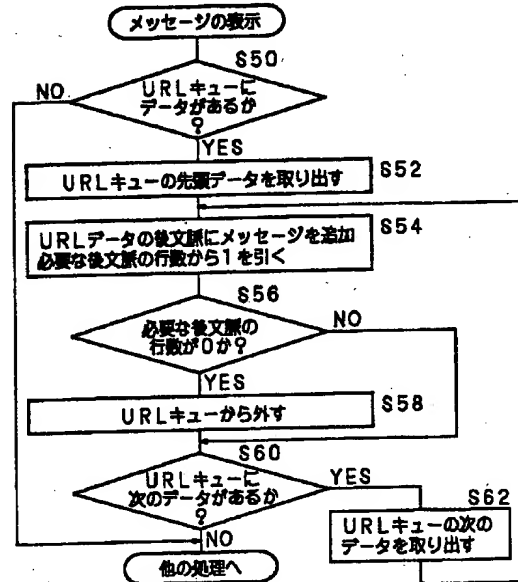 メッセージの表示
S50
NO
URLキューに
データがあるか
?
YES
URLキューの先頭データを取り出す
S52
URLデータの後文脈にメッセージを追加
必要な後文脈の行数から1を引く
S54
S56
必要な後文脈の
行数が0か?
NO
YES
URLキューから外す
S58
S60
URLキューに
次のデータがあるか
?
YES
NO
S62
URLキューの次の
データを取り出す
他の処理へ